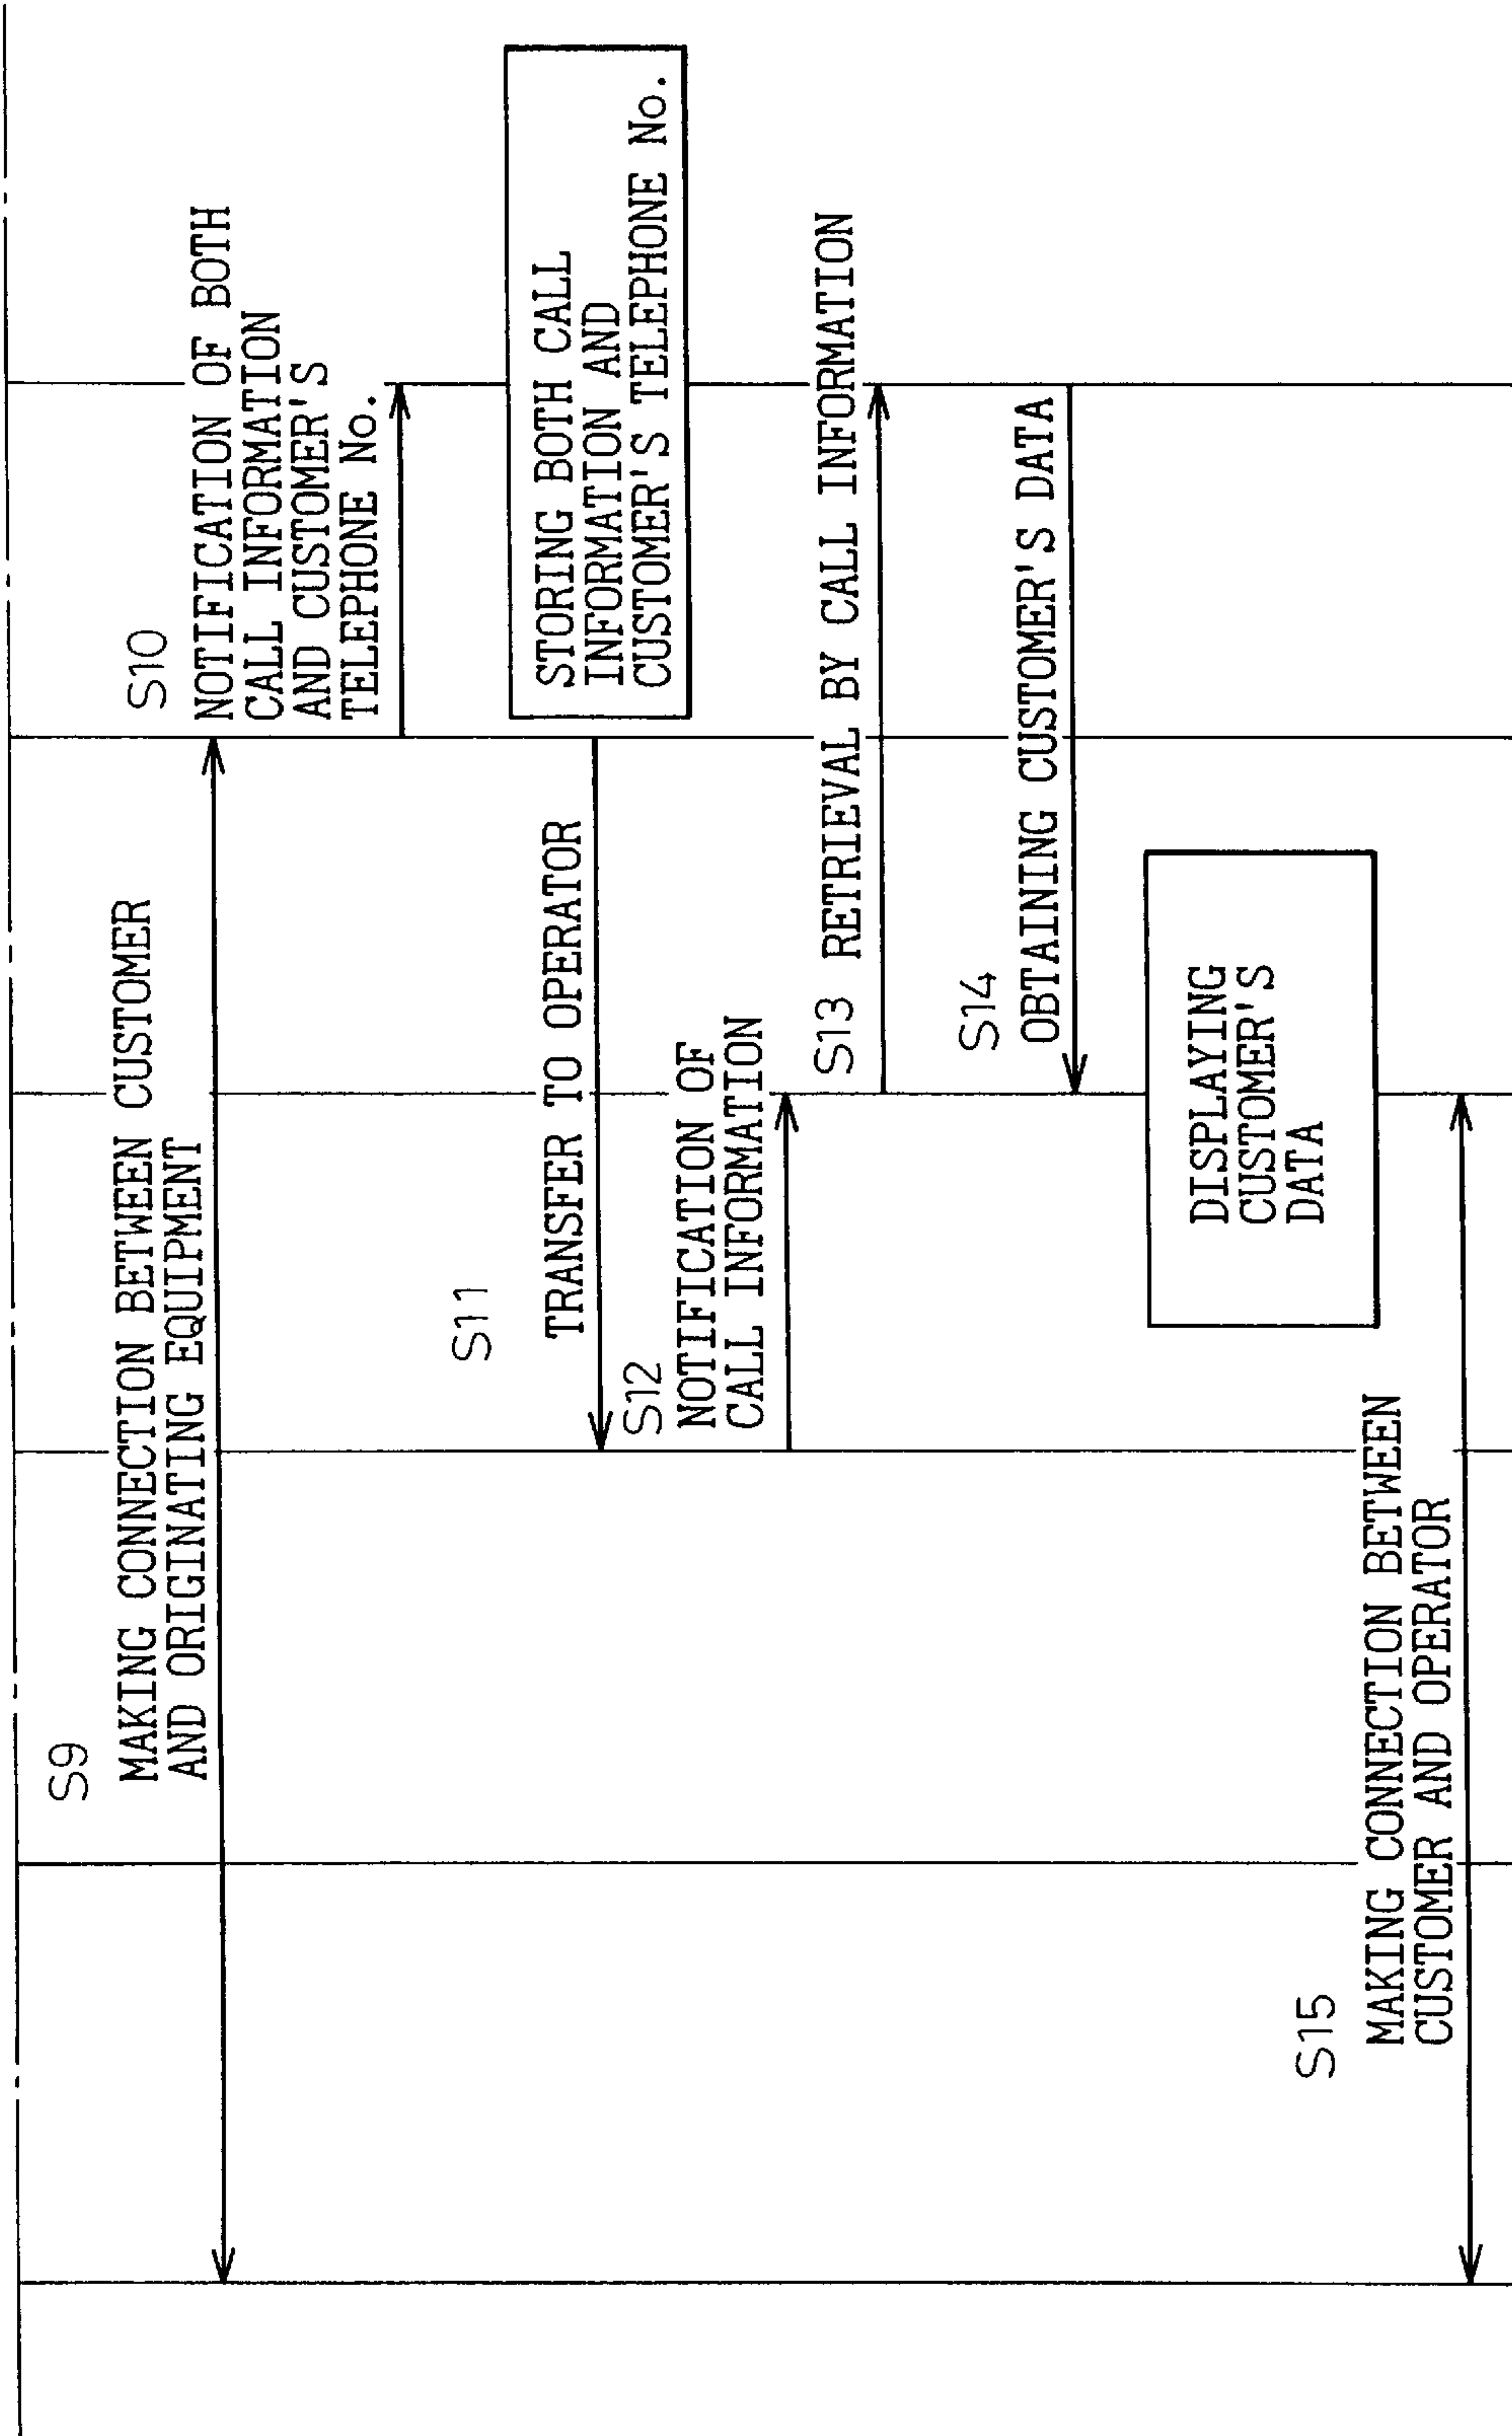 S9
MAKING CONNECTION BETWEEN CUSTOMER
AND ORIGINATING EQUIPMENT
S10
NOTIFICATION OF BOTH
CALL INFORMATION
AND CUSTOMER'S
TELEPHONE No.
STORING BOTH CALL
INFORMATION AND
CUSTOMER'S TELEPHONE No.
S11
TRANSFER TO OPERATOR
S12
NOTIFICATION OF
CALL INFORMATION
S13 RETRIEVAL BY CALL INFORMATION
S14
OBTAINING CUSTOMER'S DATA
DISPLAYING
CUSTOMER'S
DATA
S15
MAKING CONNECTION BETWEEN
CUSTOMER AND OPERATOR